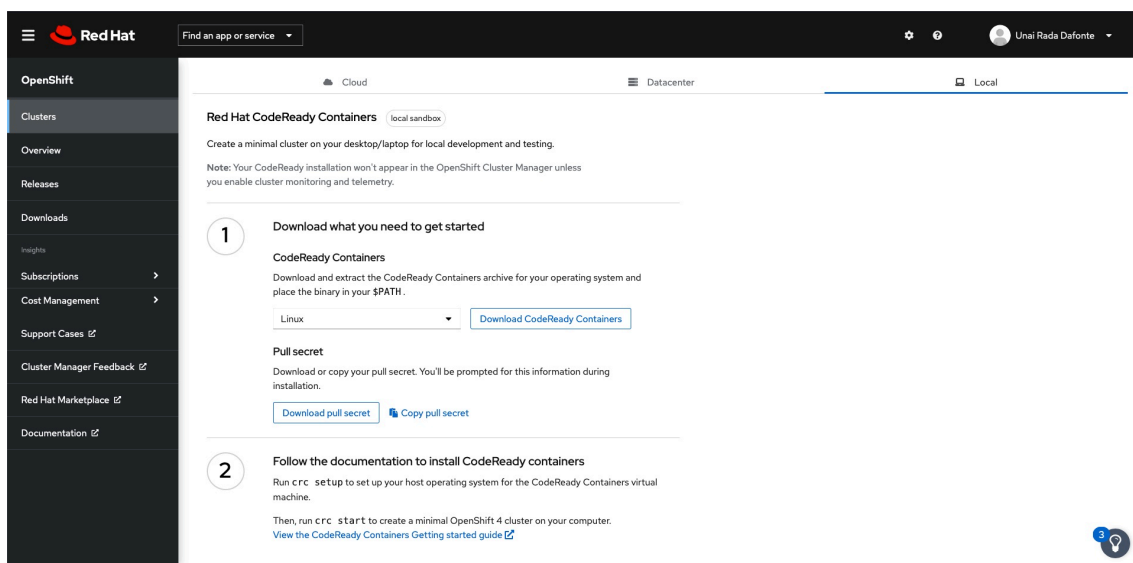 Red Hat
Find an app or service
Unai Rada Dafonte
OpenShift
Clusters
Overview
Releases
Downloads
Insights
Subscriptions
Cost Management
Support Cases
Cluster Manager Feedback
Red Hat Marketplace
Documentation
Cloud
Datacenter
Local
Red Hat CodeReady Containers local sandbox
Create a minimal cluster on your desktop/laptop for local development and testing.
Note: Your CodeReady installation won't appear in the OpenShift Cluster Manager unless
you enable cluster monitoring and telemetry.
1
Download what you need to get started
CodeReady Containers
Download and extract the CodeReady Containers archive for your operating system and
place the binary in your $PATH.
Linux
Download CodeReady Containers
Pull secret
Download or copy your pull secret. You'll be prompted for this information during
installation.
Download pull secret
Copy pull secret
2
Follow the documentation to install CodeReady containers
Run crc setup to set up your host operating system for the CodeReady Containers virtual
machine.
Then, run crc start to create a minimal OpenShift 4 cluster on your computer.
View the CodeReady Containers Getting started guide
3